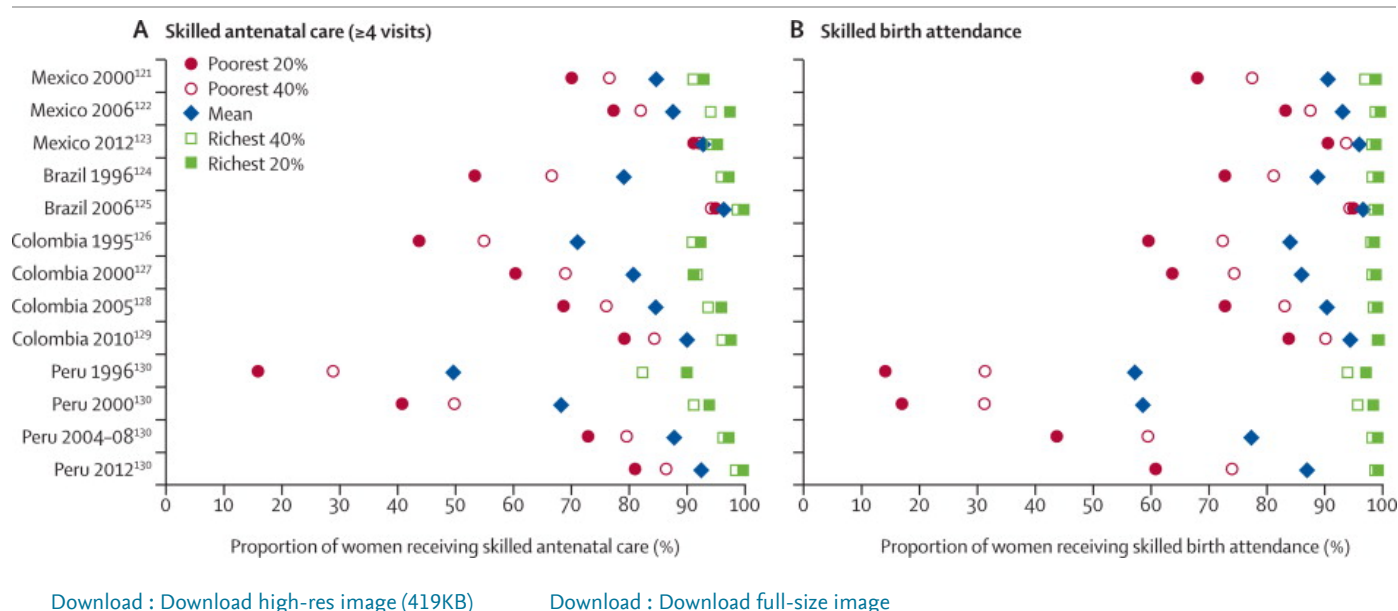 A Skilled antenatal care (≥4 visits)
B Skilled birth attendance
Poorest 20%
Poorest 40%
Mean
Richest 40%
Richest 20%
Mexico 2000121
Mexico 2006122
Mexico 2012123
Brazil 1996124
Brazil 2006125
Colombia 1995126
Colombia 2000127
Colombia 2005128
Colombia 2010129
Peru 1996130
Peru 2000130
Peru 2004–08130
Peru 2012130
0 10 20 30 40 50 60 70 80 90 100
0 10 20 30 40 50 60 70 80 90 100
Proportion of women receiving skilled antenatal care (%)
Proportion of women receiving skilled birth attendance (%)
Download : Download high-res image (419KB)
Download : Download full-size image